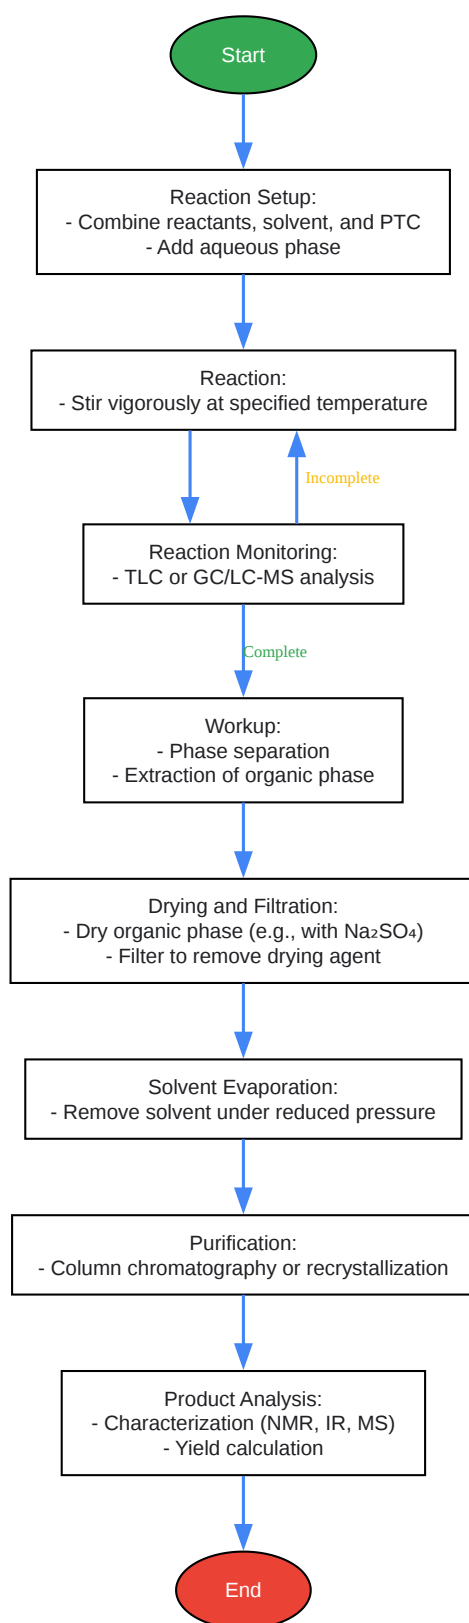 Start
Reaction Setup:
- Combine reactants, solvent, and PTC
- Add aqueous phase
Reaction:
- Stir vigorously at specified temperature
Incomplete
Reaction Monitoring:
- TLC or GC/LC-MS analysis
Complete
Workup:
- Phase separation
- Extraction of organic phase
Drying and Filtration:
- Dry organic phase (e.g., with Na₂SO₄)
- Filter to remove drying agent
Solvent Evaporation:
- Remove solvent under reduced pressure
Purification:
- Column chromatography or recrystallization
Product Analysis:
- Characterization (NMR, IR, MS)
- Yield calculation
End